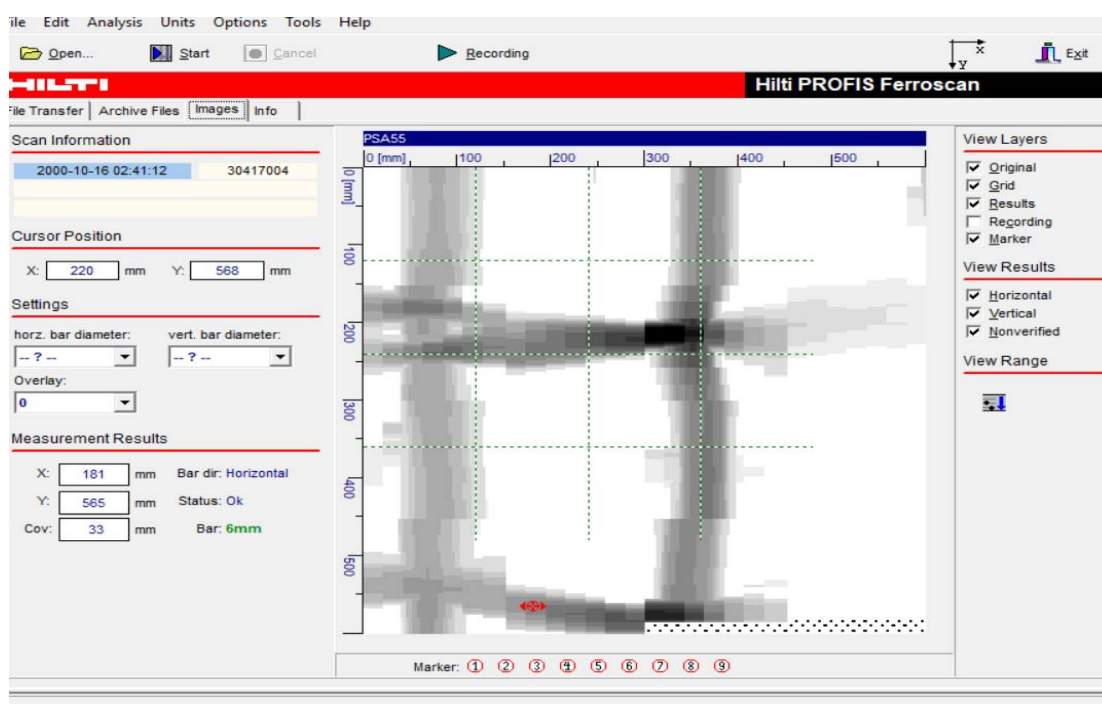 ile Edit Analysis Units Options Tools Help
Open... Start Cancel Recording X Y Exit
HILTI Hilti PROFIS Ferroscan
File Transfer Archive Files Images Info
Scan Information
2000-10-16 02:41:12 30417004
Cursor Position
X: 220 mm Y: 568 mm
Settings
horz. bar diameter: vert. bar diameter:
-- ? -- -- ? --
Overlay:
0
Measurement Results
X: 181 mm Bar dir: Horizontal
Y: 565 mm Status: Ok
Cov: 33 mm Bar: 6mm
PSA55
0 [mm] 100 200 300 400 500
0 [mm]
100
200
300
400
500
Marker: 1 2 3 4 5 6 7 8 9
View Layers
Original
Grid
Results
Recording
Marker
View Results
Horizontal
Vertical
Nonverified
View Range